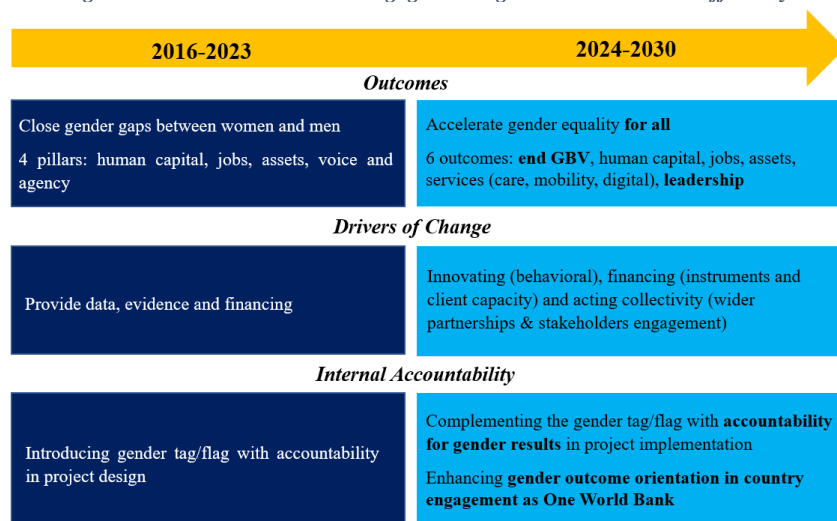 2016-2023
2024-2030
Outcomes
Close gender gaps between women and men
4 pillars: human capital, jobs, assets, voice and
agency
Accelerate gender equality for all
6 outcomes: end GBV, human capital, jobs, assets,
services (care, mobility, digital), leadership
Drivers of Change
Provide data, evidence and financing
Innovating (behavioral), financing (instruments and
client capacity) and acting collectivity (wider
partnerships & stakeholders engagement)
Internal Accountability
Introducing gender tag/flag with accountability
in project design
Complementing the gender tag/flag with accountability
for gender results in project implementation
Enhancing gender outcome orientation in country
engagement as One World Bank